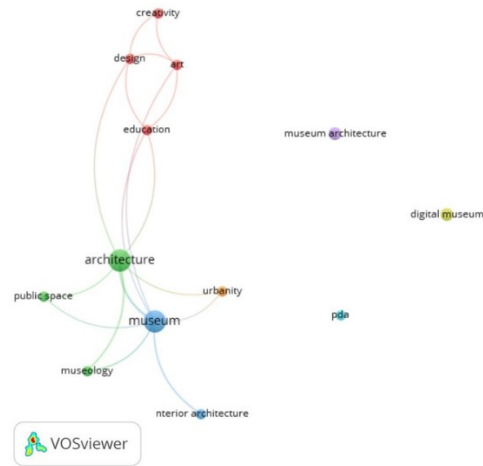 creativity
design
art
education
museum architecture
digital museum
architecture
public space
urbanity
museum
pda
museology
nterior architecture
VOSviewer